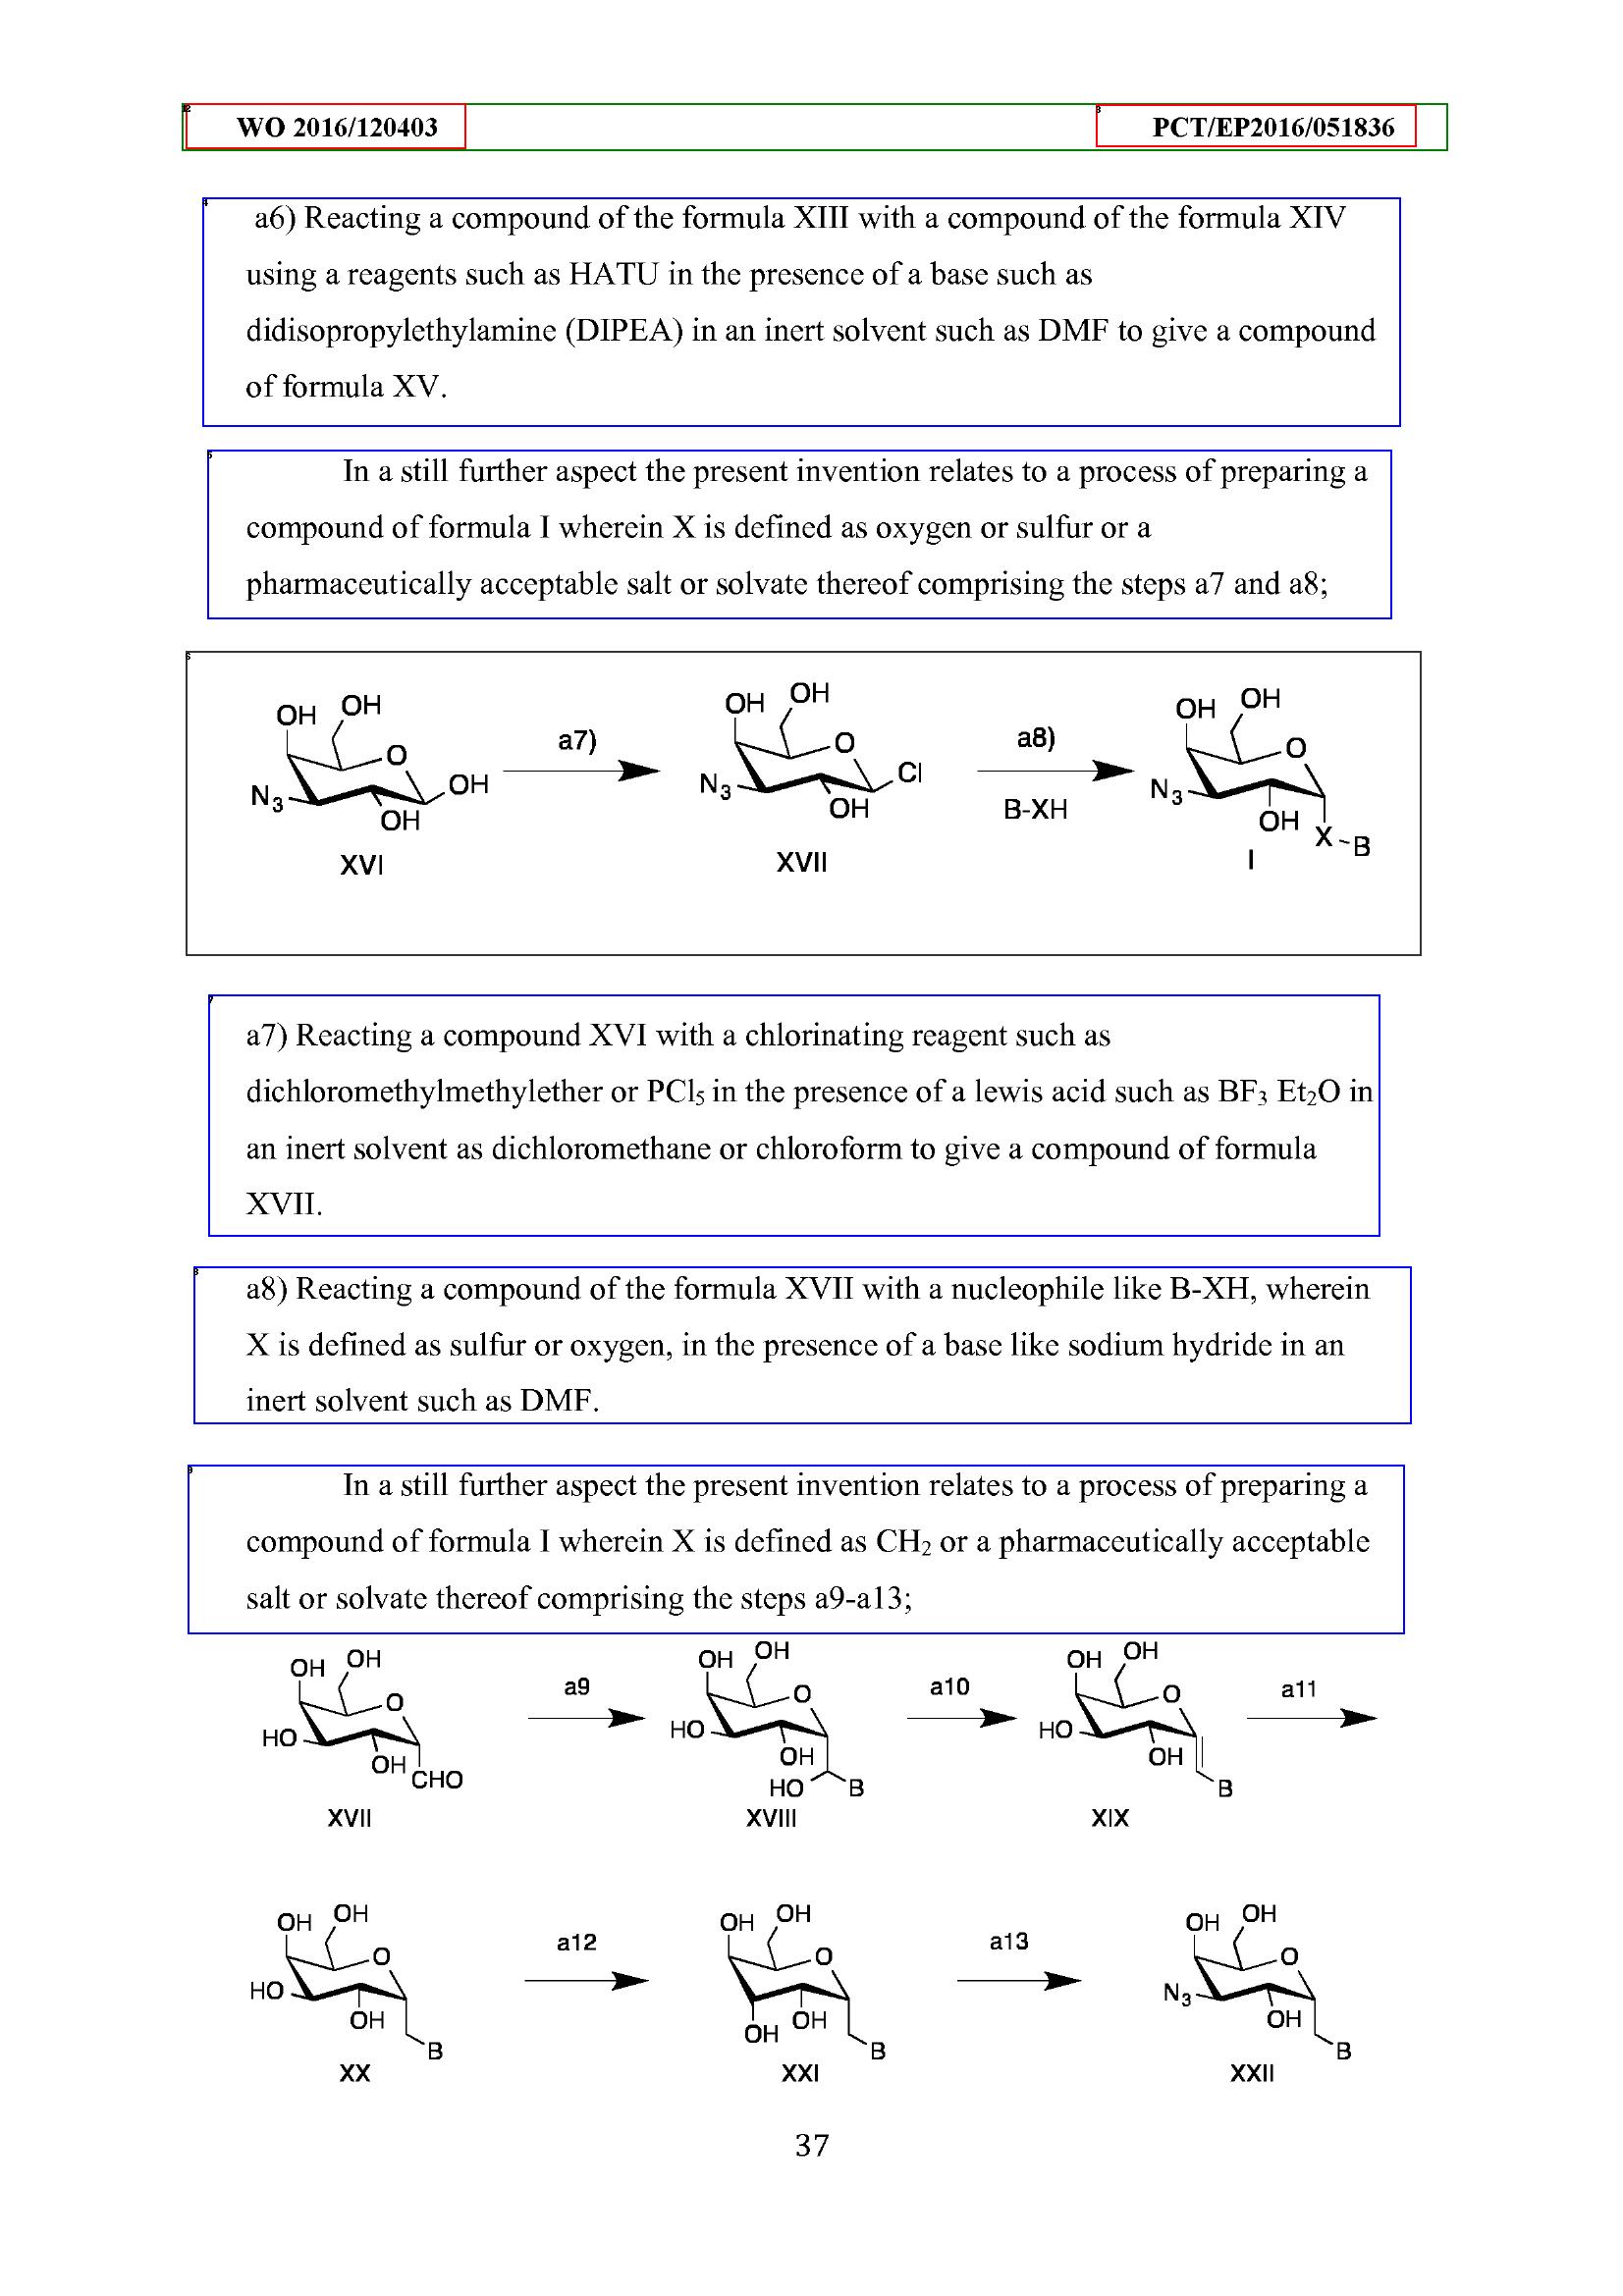 WO 2016/120403 PCT/EP2016/051836
a6) Reacting a compound of the formula XIII with a compound of the formula XIV
using a reagents such as HATU in the presence of a base such as
didisopropylethylamine (DIPEA) in an inert solvent such as DMF to give a compound
of formula XV.
In a still further aspect the present invention relates to a process of preparing a
compound of formula I wherein X is defined as oxygen or sulfur or a
pharmaceutically acceptable salt or solvate thereof comprising the steps a7 and a8;
OH OH O N3 OH OH
XVI
a7)
OH OH O Cl N3 OH
XVII
a8)
B-XH
OH OH O N3 OH X B
I
a7) Reacting a compound XVI with a chlorinating reagent such as
dichloromethylmethylether or PCl5 in the presence of a lewis acid such as BF3 Et2O in
an inert solvent as dichloromethane or chloroform to give a compound of formula
XVII.
a8) Reacting a compound of the formula XVII with a nucleophile like B-XH, wherein
X is defined as sulfur or oxygen, in the presence of a base like sodium hydride in an
inert solvent such as DMF.
In a still further aspect the present invention relates to a process of preparing a
compound of formula I wherein X is defined as CH2 or a pharmaceutically acceptable
salt or solvate thereof comprising the steps a9-a13;
OH OH O HO OH CHO
XVII
a9
OH OH O HO OH HO B
XVIII
a10
OH OH O HO OH B
XIX
a11
OH OH O HO OH B
XX
a12
OH OH O OH OH B
XXI
a13
OH OH O N3 OH B
XXII
37